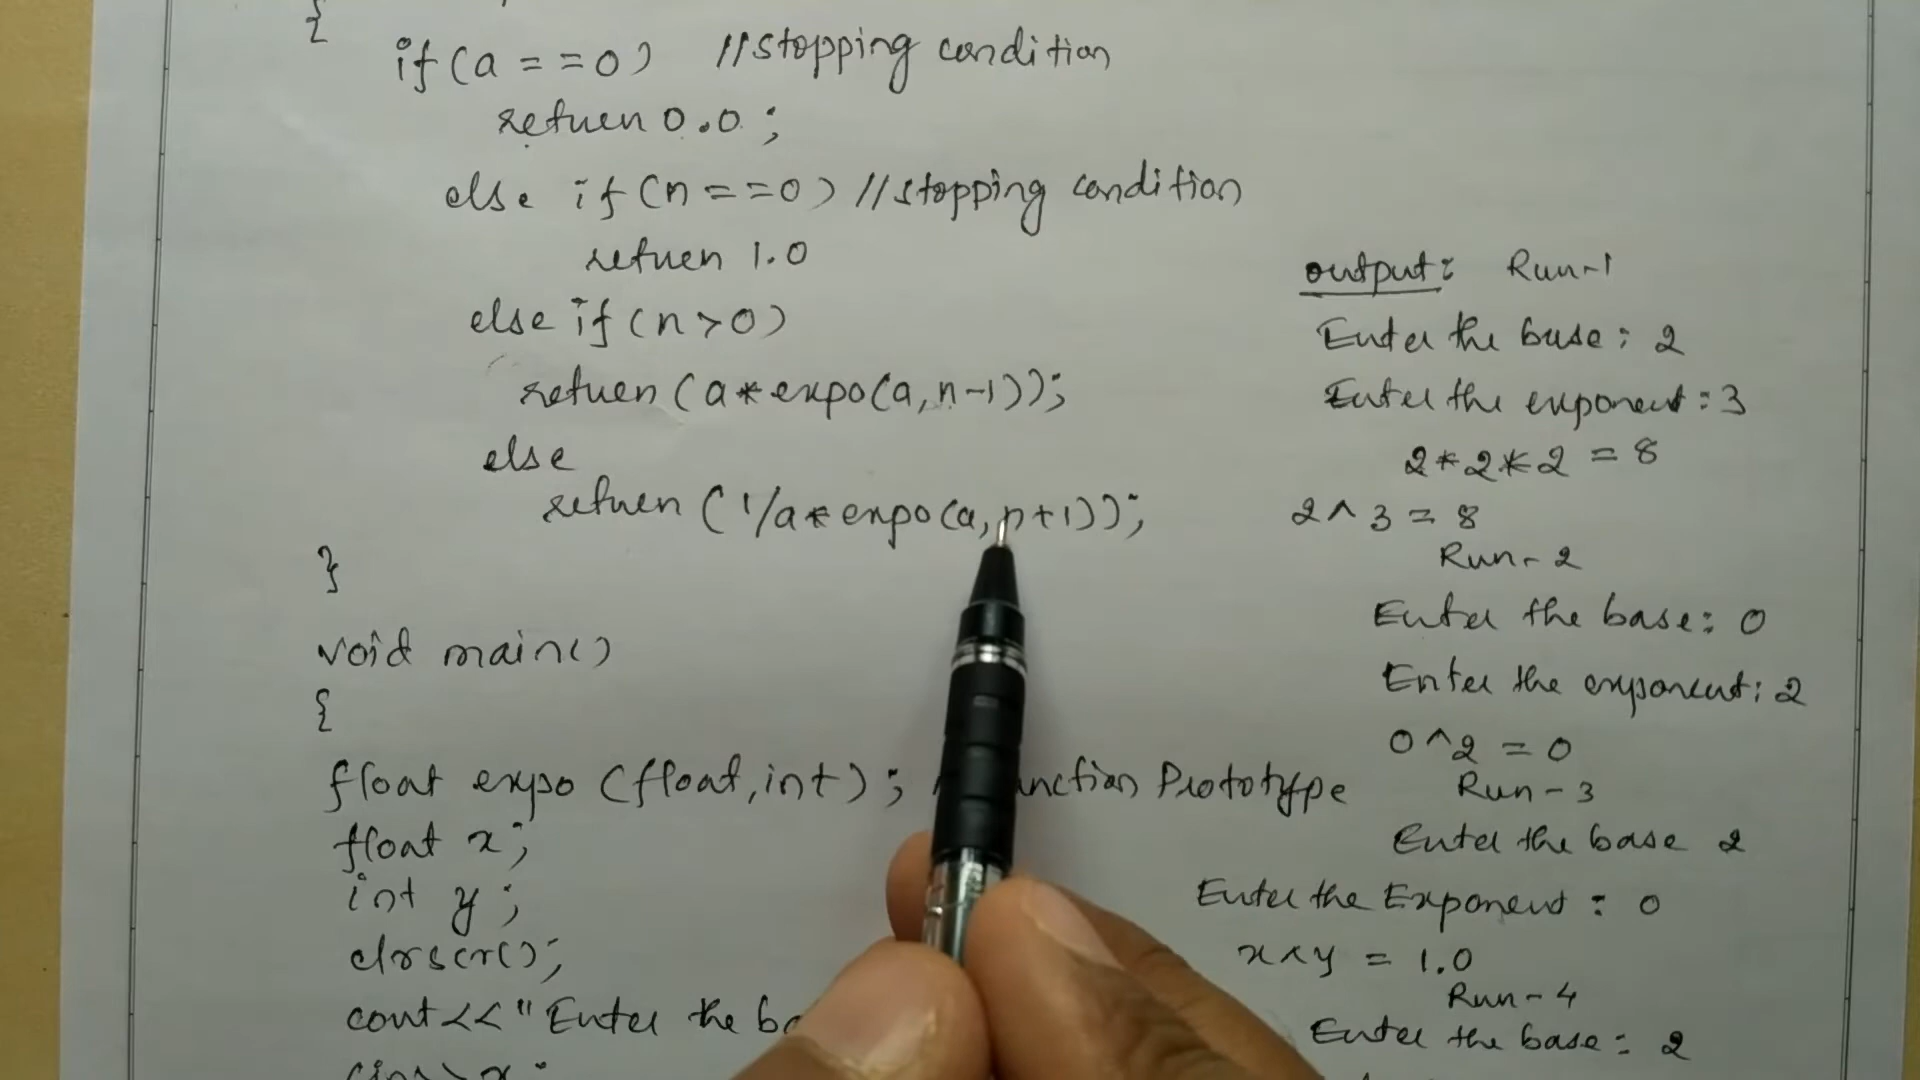 {
if(a==0) //stopping condition
return 0.0;
else if(n==0) //stopping condition
return 1.0
else if(n>0)
return(a*expo(a,n-1));
else
return(1/a*expo(a,n+1));
}
void main()
{
float expo(float,int); Prototype
float x;
int y;
clrscr();
cout<<"Enter the
output: Run-1
Enter the base: 2
Enter the exponent: 3
2*2*2 = 8
2^3 = 8
Run-2
Enter the base: 0
Enter the exponent: 2
0^2 = 0
Run-3
Enter the base 2
Enter the Exponent: 0
x^y = 1.0
Run-4
Enter the base: 2